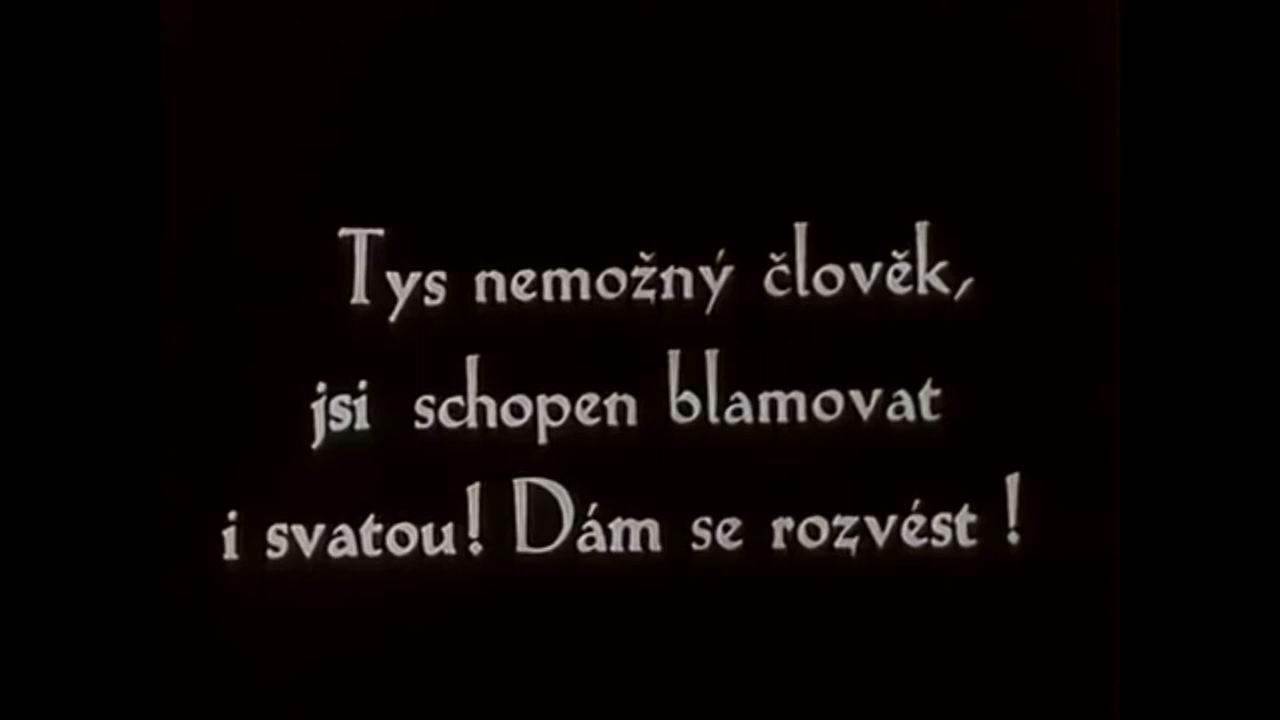 Tys nemožný člověk,
jsi schopen blamovat
i svatou! Dám se rozvést !